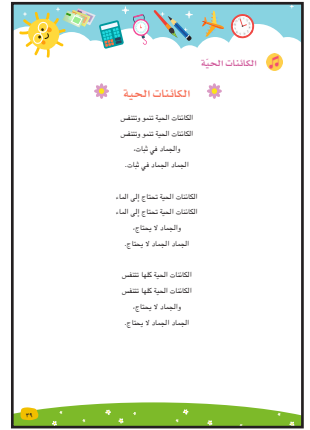 الكائنات الحيّة
الكائنات الحية
الكائنات الحية تنمو وتتنفس
الكائنات الحية تنمو وتتنفس
والجماد في ثبات،
الجماد الجماد في ثبات.
الكائنات الحية تحتاج إلى الماء
الكائنات الحية تحتاج إلى الماء
والجماد لا يحتاج،
الجماد الجماد لا يحتاج.
الكائنات الحية كلها تتنفس
الكائنات الحية كلها تتنفس
والجماد لا يحتاج،
الجماد الجماد لا يحتاج.
٣٩